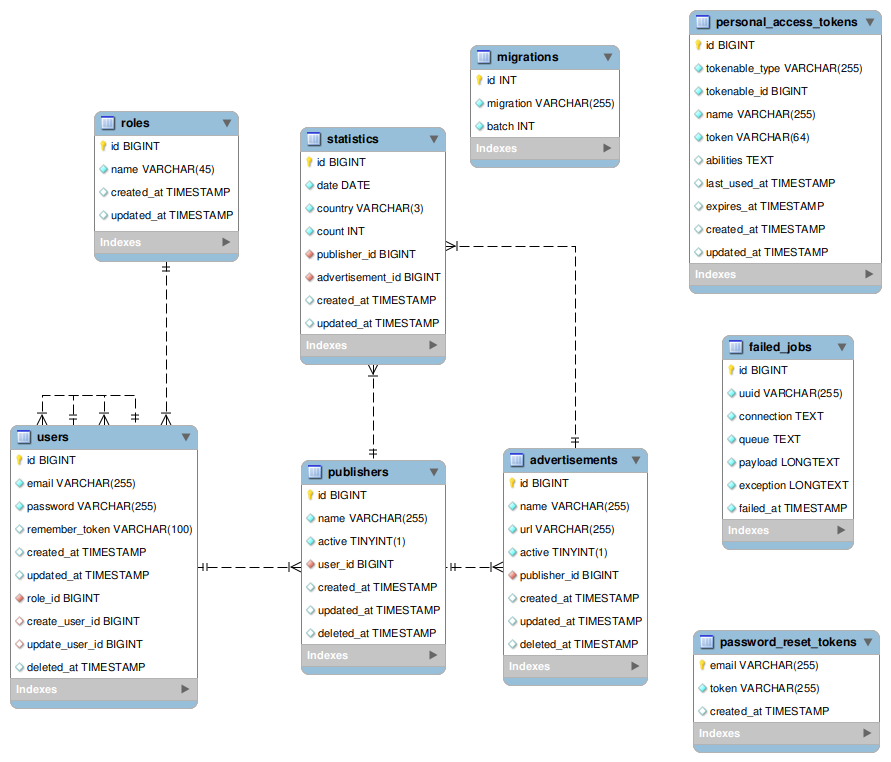 roles
id BIGINT
name VARCHAR(45)
created_at TIMESTAMP
updated_at TIMESTAMP
Indexes
statistics
id BIGINT
date DATE
country VARCHAR(3)
count INT
publisher_id BIGINT
advertisement_id BIGINT
created_at TIMESTAMP
updated_at TIMESTAMP
Indexes
migrations
id INT
migration VARCHAR(255)
batch INT
Indexes
personal_access_tokens
id BIGINT
tokenable_type VARCHAR(255)
tokenable_id BIGINT
name VARCHAR(255)
token VARCHAR(64)
abilities TEXT
last_used_at TIMESTAMP
expires_at TIMESTAMP
created_at TIMESTAMP
updated_at TIMESTAMP
Indexes
users
id BIGINT
email VARCHAR(255)
password VARCHAR(255)
remember_token VARCHAR(100)
created_at TIMESTAMP
updated_at TIMESTAMP
role_id BIGINT
create_user_id BIGINT
update_user_id BIGINT
deleted_at TIMESTAMP
Indexes
publishers
id BIGINT
name VARCHAR(255)
active TINYINT(1)
user_id BIGINT
created_at TIMESTAMP
updated_at TIMESTAMP
deleted_at TIMESTAMP
Indexes
advertisements
id BIGINT
name VARCHAR(255)
url VARCHAR(255)
active TINYINT(1)
publisher_id BIGINT
created_at TIMESTAMP
updated_at TIMESTAMP
deleted_at TIMESTAMP
Indexes
failed_jobs
id BIGINT
uuid VARCHAR(255)
connection TEXT
queue TEXT
payload LONGTEXT
exception LONGTEXT
failed_at TIMESTAMP
Indexes
password_reset_tokens
email VARCHAR(255)
token VARCHAR(255)
created_at TIMESTAMP
Indexes